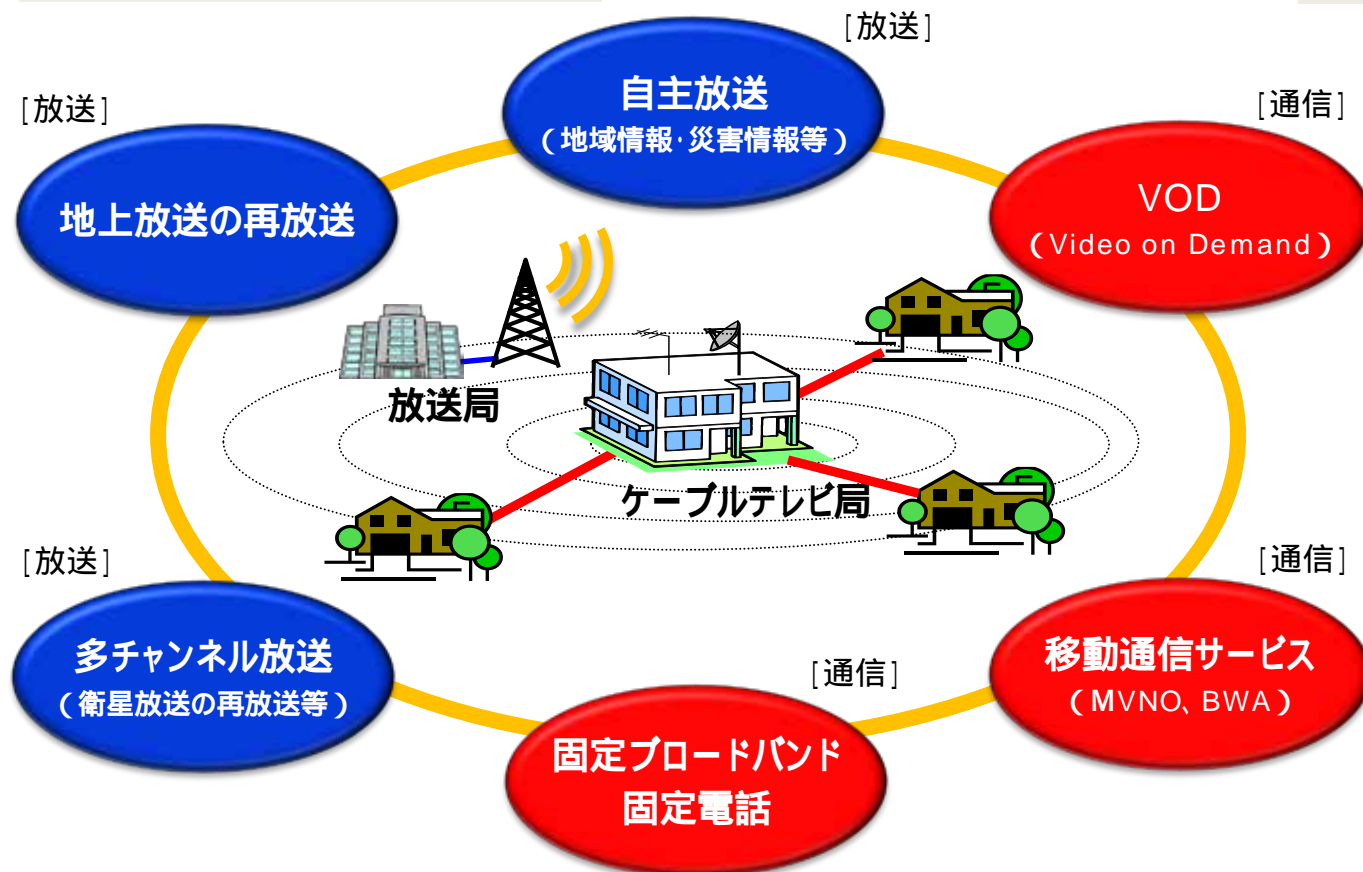 [放送]
自主放送
（地域情報・災害情報等）
[放送]
地上放送の再放送
[通信]
VOD
（Video on Demand）
放送局
ケーブルテレビ局
[放送]
多チャンネル放送
（衛星放送の再放送等）
[通信]
固定ブロードバンド
固定電話
[通信]
移動通信サービス
（MVNO、BWA）